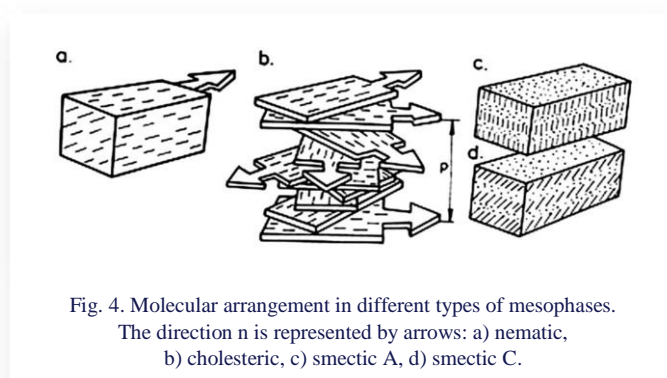 a.
b.
c.
d.
p
Fig. 4. Molecular arrangement in different types of mesophases.
The direction n is represented by arrows: a) nematic,
b) cholesteric, c) smectic A, d) smectic C.